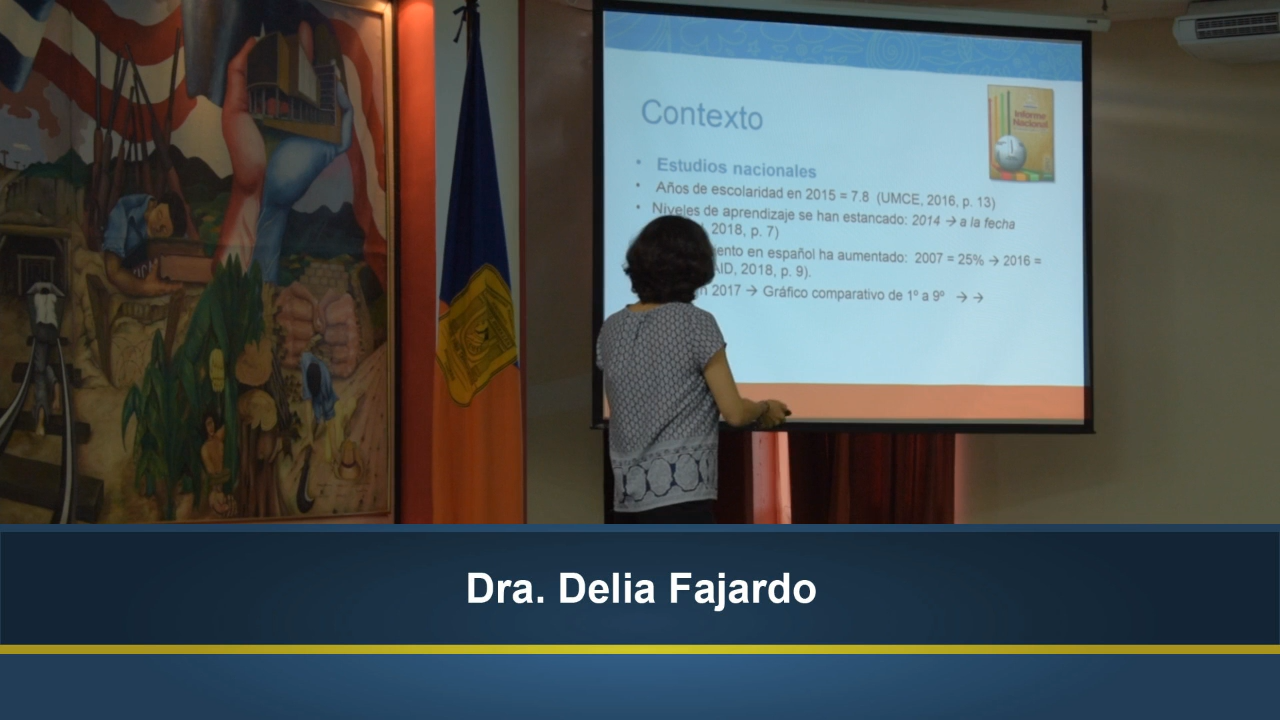 Contexto
Informe
Nacional
• Estudios nacionales
• Años de escolaridad en 2015 = 7.8 (UMCE, 2016, p. 13)
• Niveles de aprendizaje se han estancado: 2014 → a la fecha
2018, p. 7)
en español ha aumentado: 2007 = 25% → 2016 =
2018, p. 9).
2017 → Gráfico comparativo de 1º a 9º → →
Dra. Delia Fajardo